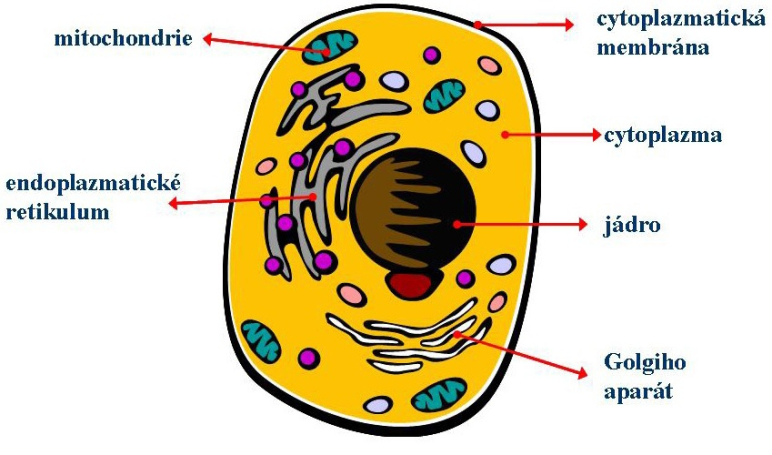 mitochondrie
cytoplazmatická
membrána
cytoplazma
endoplazmatické
retikulum
jádro
Golgiho
aparát